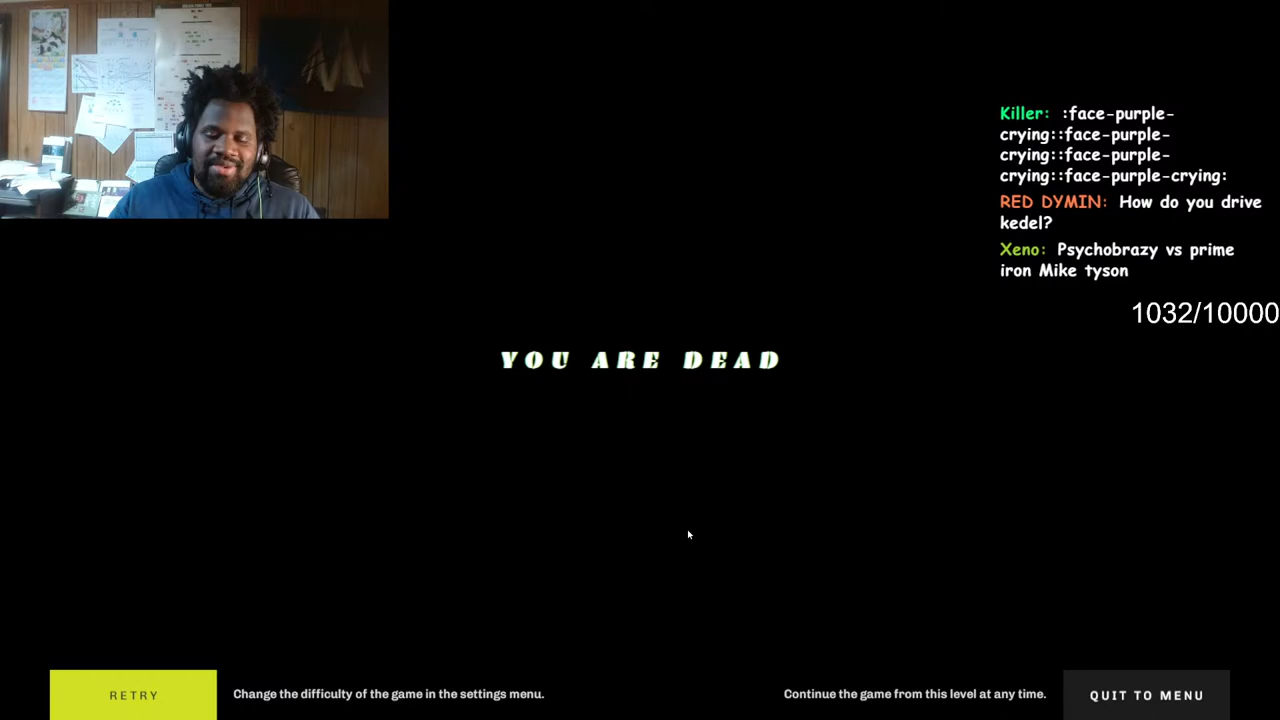 Killer: :face-purple-
crying::face-purple-
crying::face-purple-
crying::face-purple-crying:
RED DYMIN: How do you drive
kedel?
Xeno: Psychobrazy vs prime
iron Mike tyson
1032/10000
YOU ARE DEAD
RETRY
Change the difficulty of the game in the settings menu.
Continue the game from this level at any time.
QUIT TO MENU